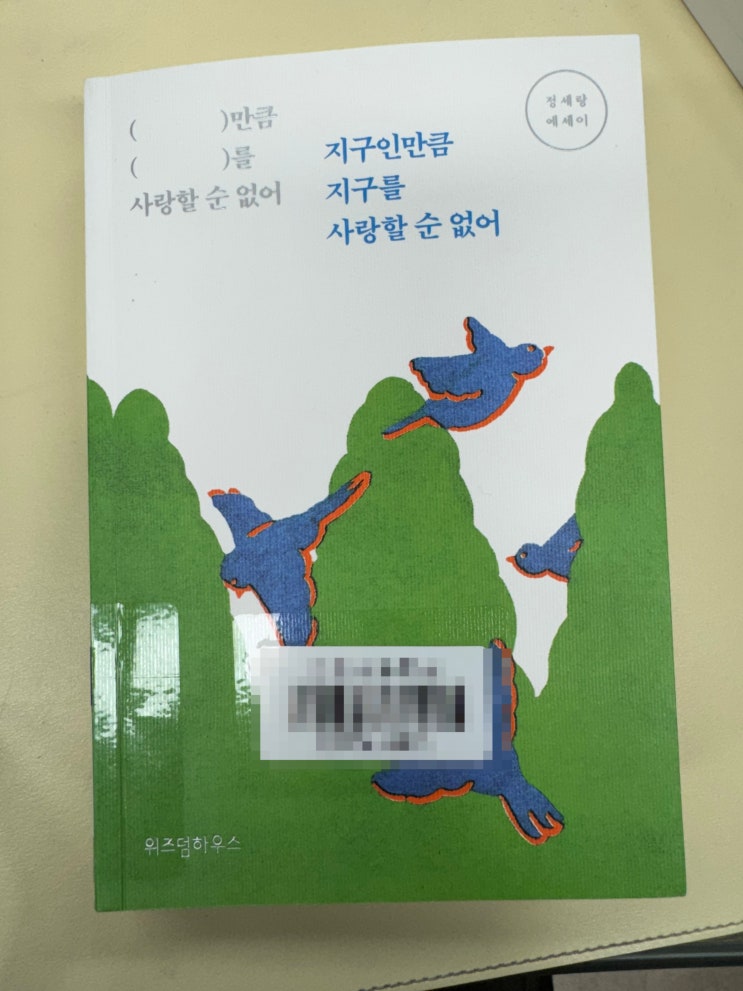 (          )만큼
(          )를
사랑할 순 없어
지구인만큼
지구를
사랑할 순 없어
정세랑
에세이
위즈덤하우스